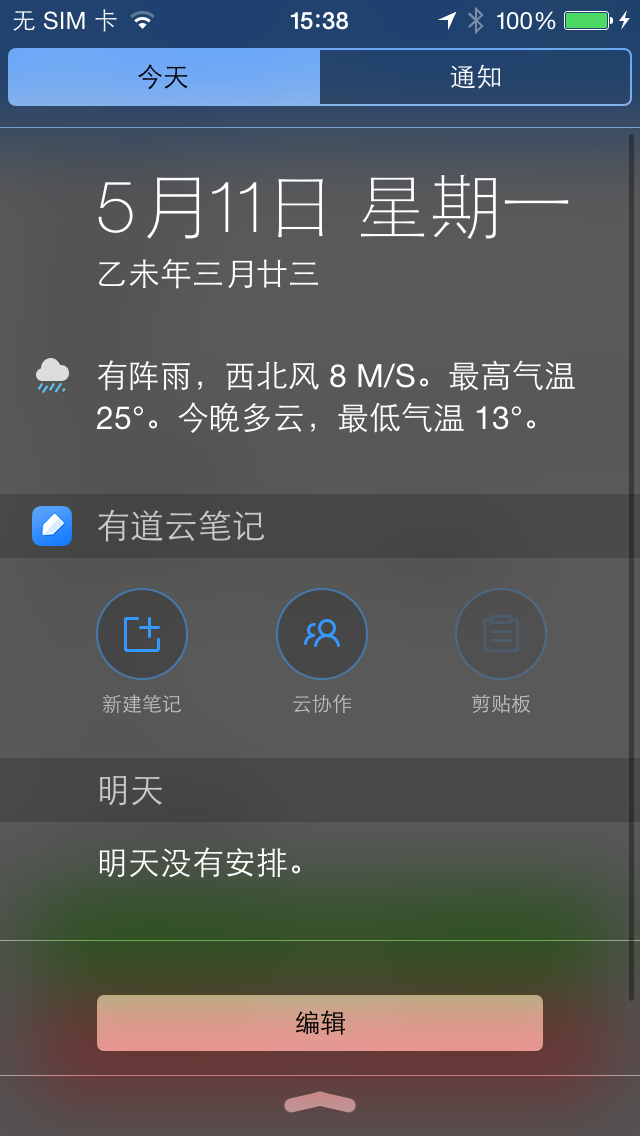 无 SIM 卡 15:38 100%
今天 通知
5月11日 星期一
乙未年三月廿三
有阵雨，西北风 8 M/S。最高气温
25°。今晚多云，最低气温 13°。
有道云笔记
新建笔记 云协作 剪贴板
明天
明天没有安排。
编辑